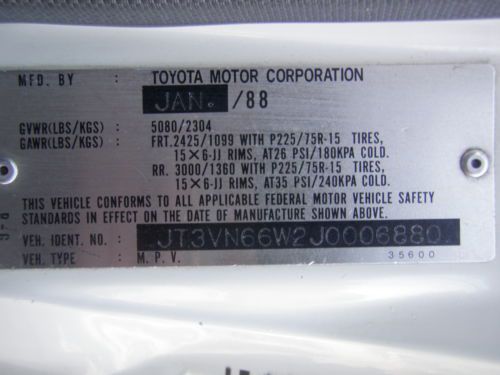 MFD. BY : TOYOTA MOTOR CORPORATION
JAN. /88
GVWR(LBS/KGS) : 5080/2304
GAWR(LBS/KGS) : FRT. 2425/1099 WITH P225/75R-15 TIRES,
15×6-JJ RIMS, AT26 PSI/180KPA COLD.
RR. 3000/1360 WITH P225/75R-15 TIRES,
15×6-JJ RIMS, AT35 PSI/240KPA COLD.
THIS VEHICLE CONFORMS TO ALL APPLICABLE FEDERAL MOTOR VEHICLE SAFETY
STANDARDS IN EFFECT ON THE DATE OF MANUFACTURE SHOWN ABOVE.
VEH. IDENT. NO. : JT3VN66W2J0006880
VEH. TYPE : M. P. V. 35600